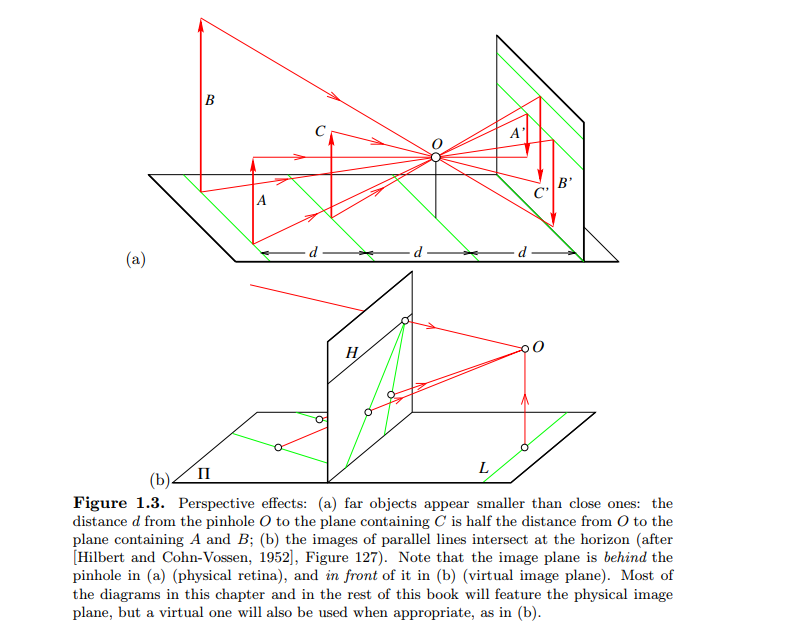 B
C
O
A'
A
B'
C'
d
d
d
(a)
H
O
L
Π
(b)
Figure 1.3. Perspective effects: (a) far objects appear smaller than close ones: the
distance d from the pinhole O to the plane containing C is half the distance from O to the
plane containing A and B; (b) the images of parallel lines intersect at the horizon (after
[Hilbert and Cohn-Vossen, 1952], Figure 127). Note that the image plane is behind the
pinhole in (a) (physical retina), and in front of it in (b) (virtual image plane). Most of
the diagrams in this chapter and in the rest of this book will feature the physical image
plane, but a virtual one will also be used when appropriate, as in (b).